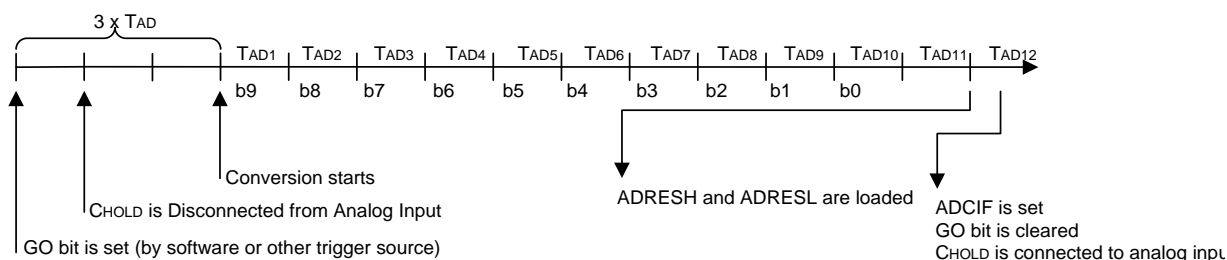 3 x TAD
TAD1 TAD2 TAD3 TAD4 TAD5 TAD6 TAD7 TAD8 TAD9 TAD10 TAD11 TAD12
b9 b8 b7 b6 b5 b4 b3 b2 b1 b0
Conversion starts
CHOLD is Disconnected from Analog Input
GO bit is set (by software or other trigger source)
ADRESH and ADRESL are loaded
ADCIF is set
GO bit is cleared
CHOLD is connected to analog inpu